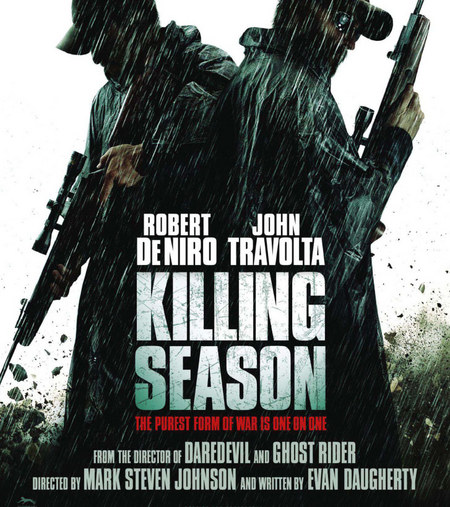 ROBERT JOHN
DE NIRO TRAVOLTA
KILLING
SEASON
THE PUREST FORM OF WAR IS ONE ON ONE
FROM THE DIRECTOR OF DAREDEVIL AND GHOST RIDER
DIRECTED BY MARK STEVEN JOHNSON AND WRITTEN BY EVAN DAUGHERTY